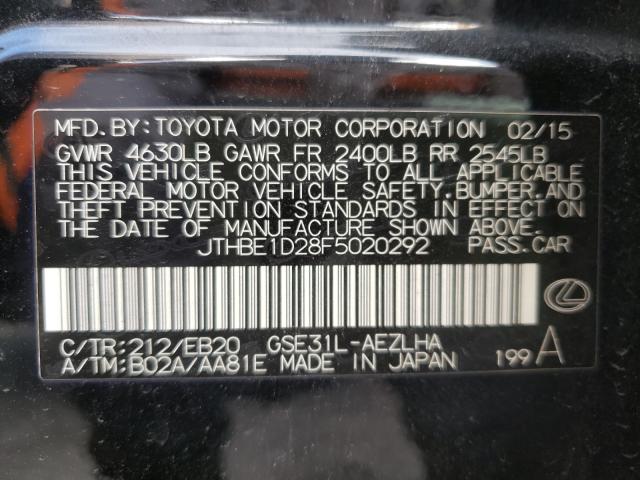 MFD.BY:TOYOTA MOTOR CORPORATION 02/15
GVWR 4630LB GAWR FR 2400LB RR 2545LB
THIS VEHICLE CONFORMS TO ALL APPLICABLE
FEDERAL MOTOR VEHICLE SAFETY,BUMPER,AND
THEFT PREVENTION STANDARDS IN EFFECT ON
THE DATE OF MANUFACTURE SHOWN ABOVE.
JTHBE1D28F5020292 PASS.CAR
C/TR:212/EB20 GSE31L-AEZLHA
A/TM:B02A/AA81E MADE IN JAPAN 199A